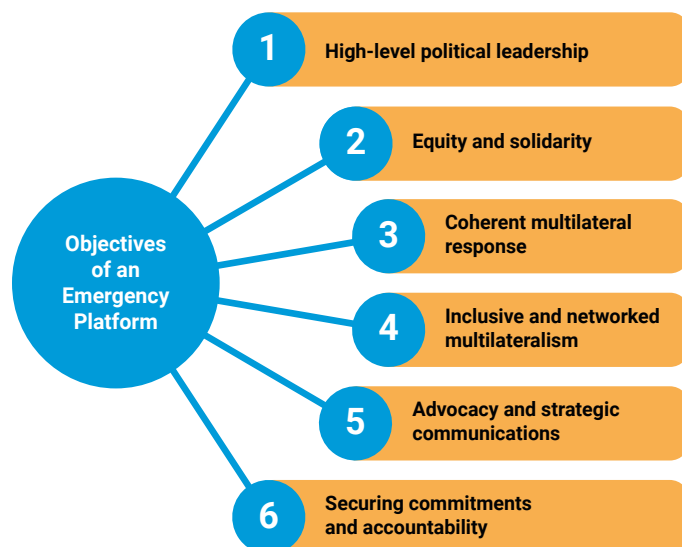 1
High-level political leadership
2
Equity and solidarity
Objectives
of an
Emergency
Platform
3
Coherent multilateral
response
4
Inclusive and networked
multilateralism
5
Advocacy and strategic
communications
6
Securing commitments
and accountability